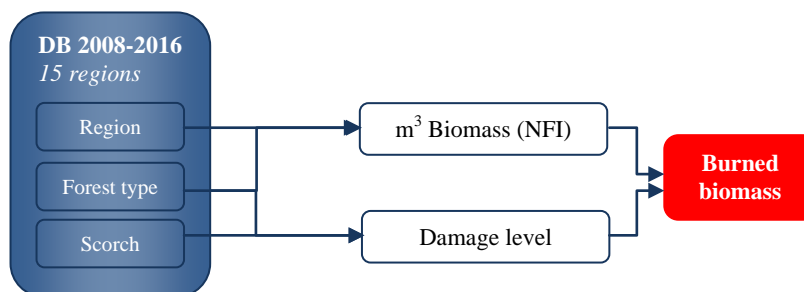 DB 2008-2016
15 regions
Region
Forest type
Scorch
m³ Biomass (NFI)
Damage level
Burned
biomass